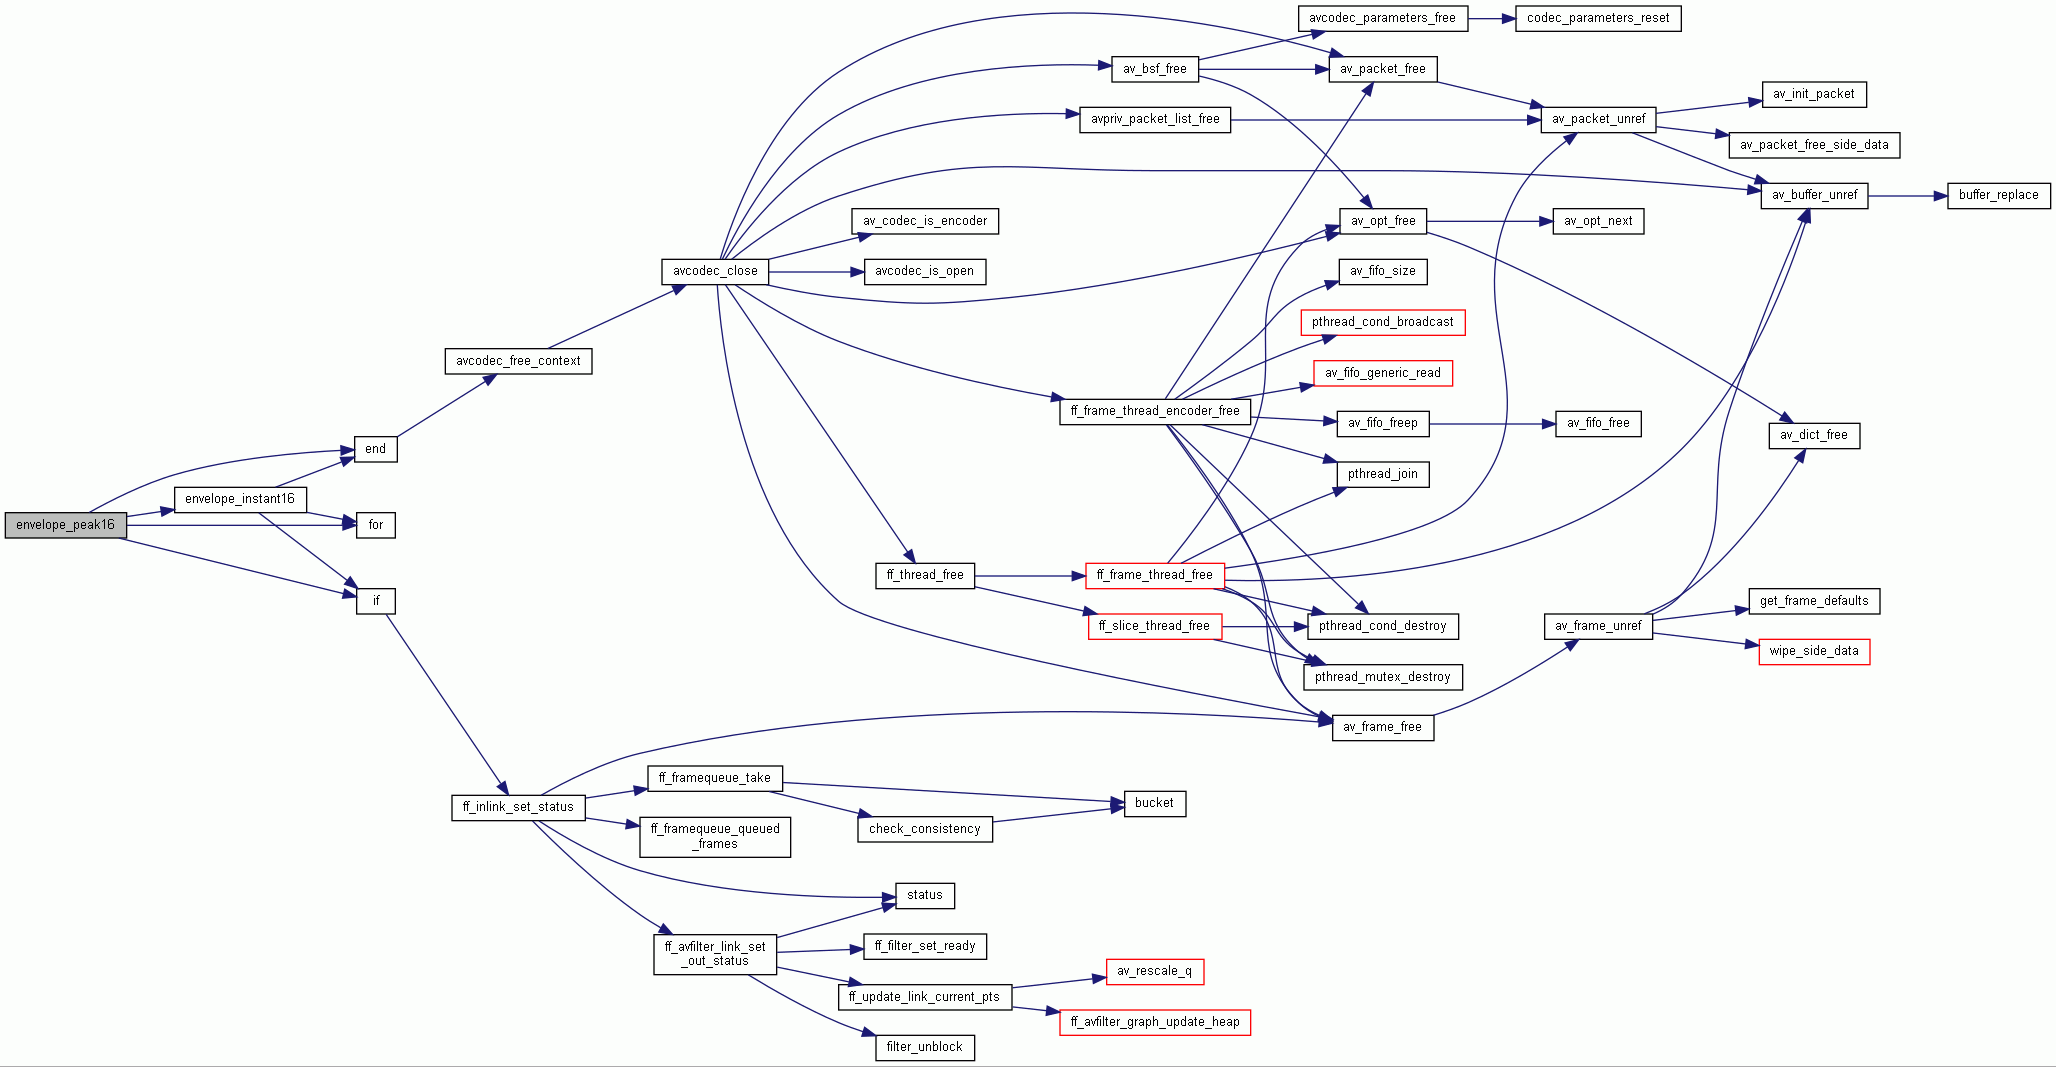 avcodec_parameters_free
codec_parameters_reset
av_bsf_free
av_packet_free
av_init_packet
avpriv_packet_list_free
av_packet_unref
av_packet_free_side_data
av_buffer_unref
buffer_replace
av_codec_is_encoder
av_opt_free
av_opt_next
avcodec_close
avcodec_is_open
av_fifo_size
pthread_cond_broadcast
avcodec_free_context
av_fifo_generic_read
ff_frame_thread_encoder_free
av_fifo_freep
av_fifo_free
av_dict_free
end
pthread_join
envelope_instant16
envelope_peak16
for
ff_thread_free
ff_frame_thread_free
if
get_frame_defaults
ff_slice_thread_free
pthread_cond_destroy
av_frame_unref
wipe_side_data
pthread_mutex_destroy
av_frame_free
ff_framequeue_take
ff_inlink_set_status
bucket
ff_framequeue_queued
_frames
check_consistency
status
ff_avfilter_link_set
_out_status
ff_filter_set_ready
av_rescale_q
ff_update_link_current_pts
ff_avfilter_graph_update_heap
filter_unblock